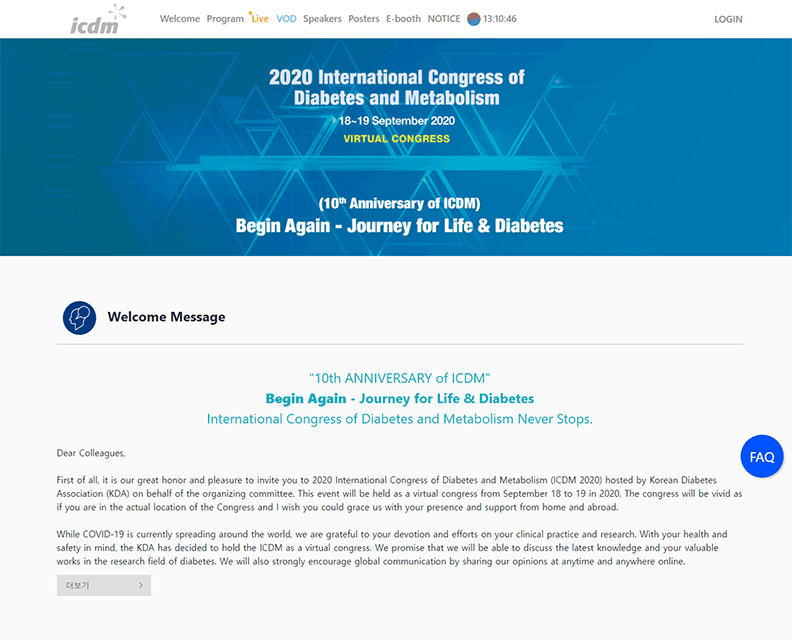 icdm
Welcome Program Live VOD Speakers Posters E-booth NOTICE 13:10:46 LOGIN
2020 International Congress of
Diabetes and Metabolism
18~19 September 2020
VIRTUAL CONGRESS
(10th Anniversary of ICDM)
Begin Again - Journey for Life & Diabetes
Welcome Message
"10th ANNIVERSARY of ICDM"
Begin Again - Journey for Life & Diabetes
International Congress of Diabetes and Metabolism Never Stops.
Dear Colleagues,
FAQ
First of all, it is our great honor and pleasure to invite you to 2020 International Congress of Diabetes and Metabolism (ICDM 2020) hosted by Korean Diabetes
Association (KDA) on behalf of the organizing committee. This event will be held as a virtual congress from September 18 to 19 in 2020. The congress will be vivid as
if you are in the actual location of the Congress and I wish you could grace us with your presence and support from home and abroad.
While COVID-19 is currently spreading around the world, we are grateful to your devotion and efforts on your clinical practice and research. With your health and
safety in mind, the KDA has decided to hold the ICDM as a virtual congress. We promise that we will be able to discuss the latest knowledge and your valuable
works in the research field of diabetes. We will also strongly encourage global communication by sharing our opinions at anytime and anywhere online.
더보기 >